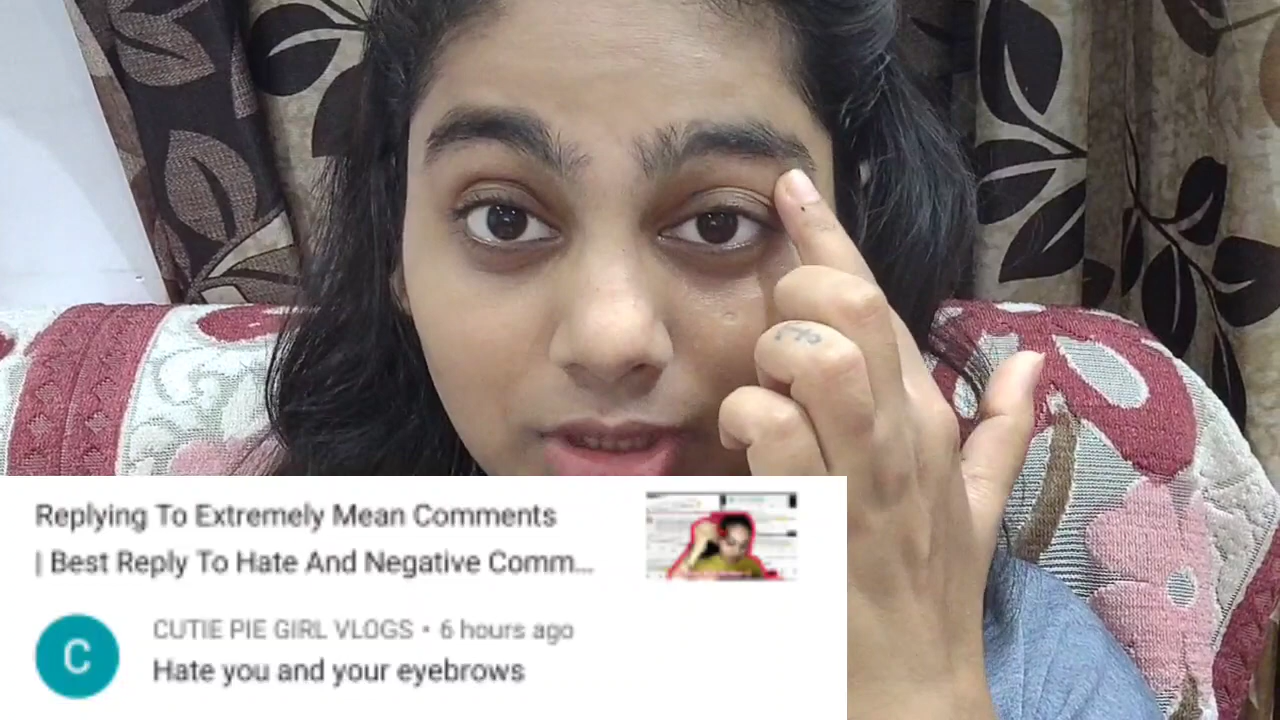 Replying To Extremely Mean Comments
| Best Reply To Hate And Negative Comm...
C
CUTIE PIE GIRL VLOGS • 6 hours ago
Hate you and your eyebrows